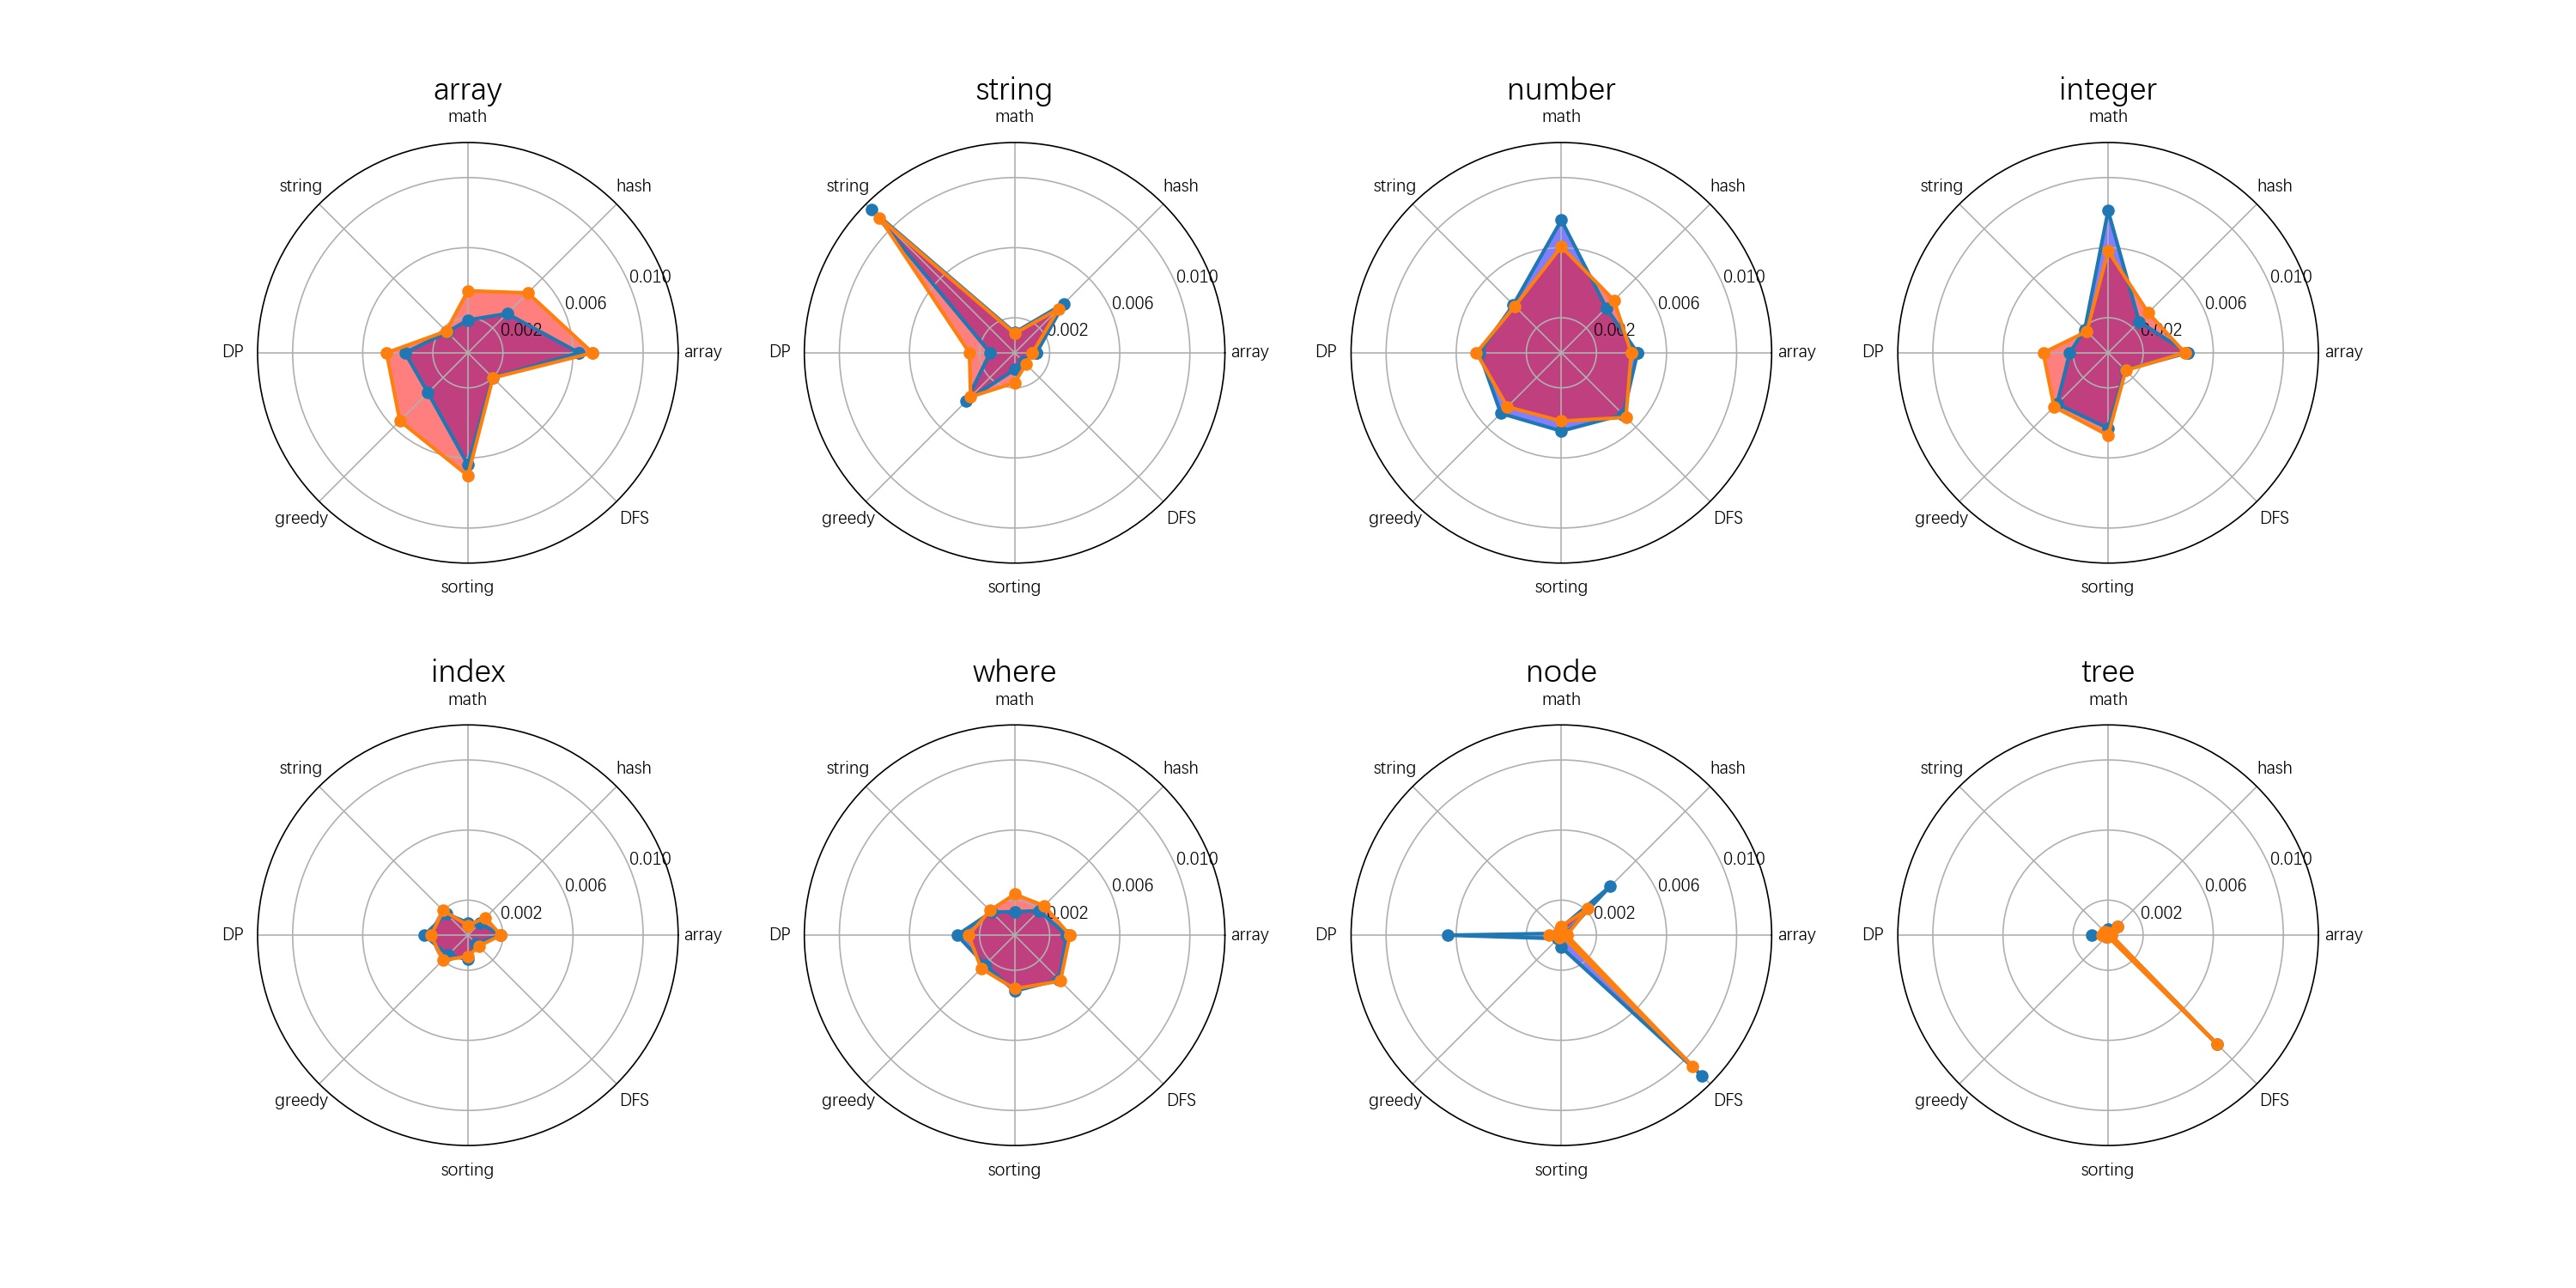 array
math
string
hash
0.010
0.006
0.002
DP
array
greedy
DFS
sorting
string
math
string
hash
0.010
0.006
0.002
DP
array
greedy
DFS
sorting
number
math
string
hash
0.010
0.006
0.002
DP
array
greedy
DFS
sorting
integer
math
string
hash
0.010
0.006
0.002
DP
array
greedy
DFS
sorting
index
math
string
hash
0.010
0.006
0.002
DP
array
greedy
DFS
sorting
where
math
string
hash
0.010
0.006
0.002
DP
array
greedy
DFS
sorting
node
math
string
hash
0.010
0.006
0.002
DP
array
greedy
DFS
sorting
tree
math
string
hash
0.010
0.006
0.002
DP
array
greedy
DFS
sorting